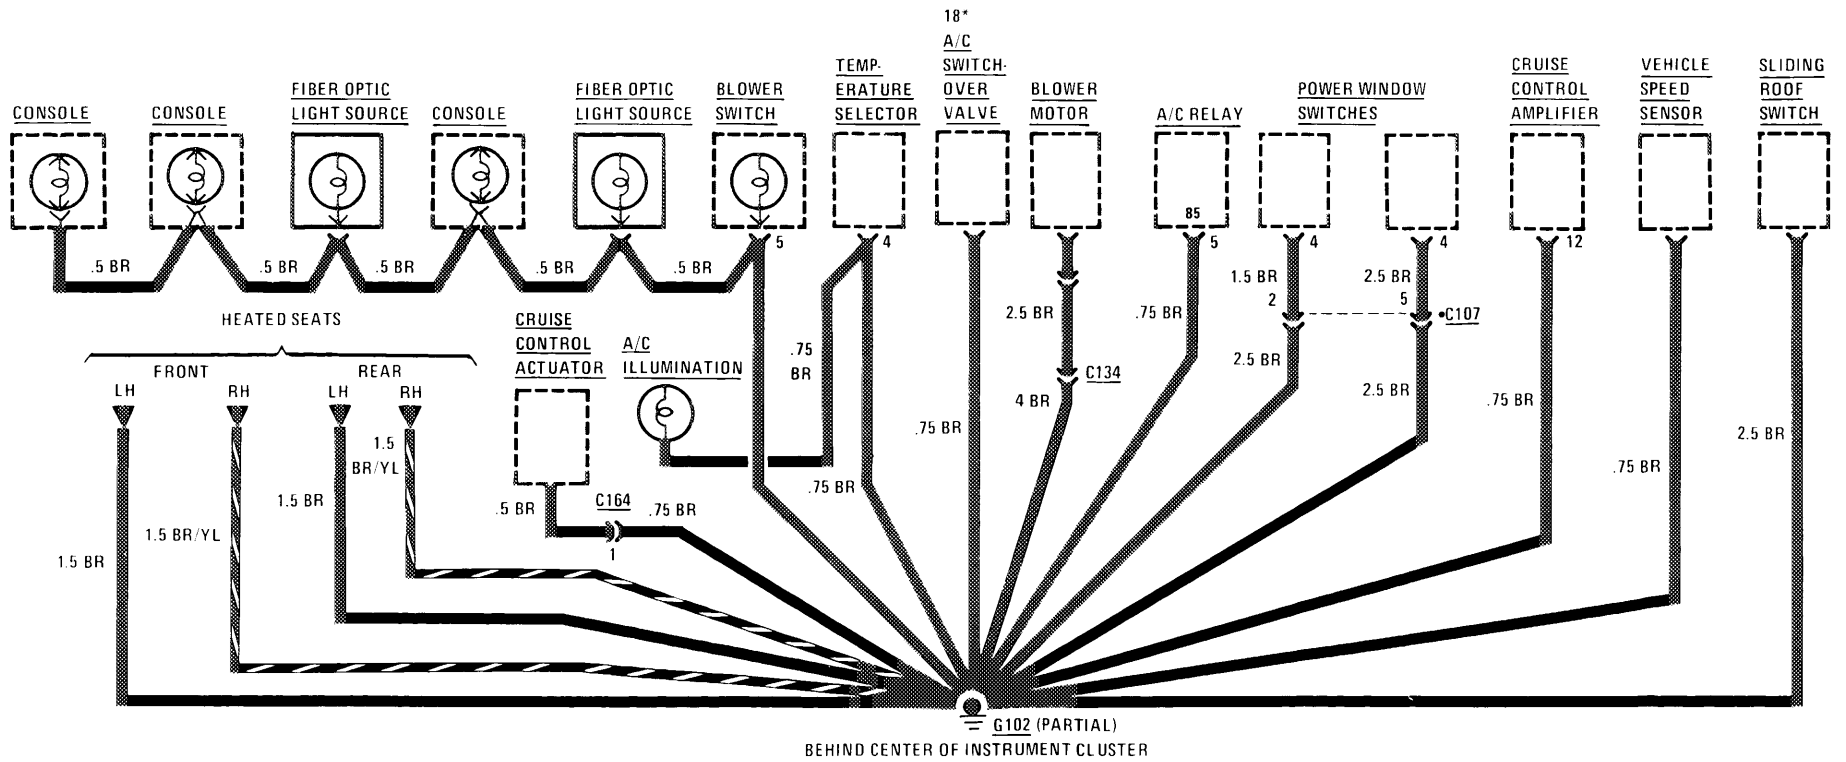 18*
A/C
SWITCH-
OVER
VALVE
CONSOLE
CONSOLE
FIBER OPTIC
LIGHT SOURCE
CONSOLE
FIBER OPTIC
LIGHT SOURCE
BLOWER
SWITCH
TEMP-
ERATURE
SELECTOR
BLOWER
MOTOR
A/C RELAY
POWER WINDOW
SWITCHES
CRUISE
CONTROL
AMPLIFIER
VEHICLE
SPEED
SENSOR
SLIDING
ROOF
SWITCH
85
5
4
5
4
4
12
.5 BR
.5 BR
.5 BR
.5 BR
.5 BR
1.5 BR
2.5 BR
2
5
•C107
HEATED SEATS
FRONT
REAR
LH
RH
LH
RH
CRUISE
CONTROL
ACTUATOR
A/C
ILLUMINATION
.75
BR
2.5 BR
C134
4 BR
.75 BR
2.5 BR
2.5 BR
.75 BR
.75 BR
2.5 BR
.75 BR
1.5
BR/YL
1.5 BR
.5 BR
C164
.75 BR
1
.75 BR
1.5 BR/YL
1.5 BR
G102 (PARTIAL)
BEHIND CENTER OF INSTRUMENT CLUSTER